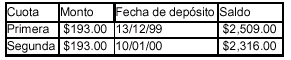 Cuota Monto Fecha de depósito Saldo
Primera $193.00 13/12/99 $2,509.00
Segunda $193.00 10/01/00 $2,316.00